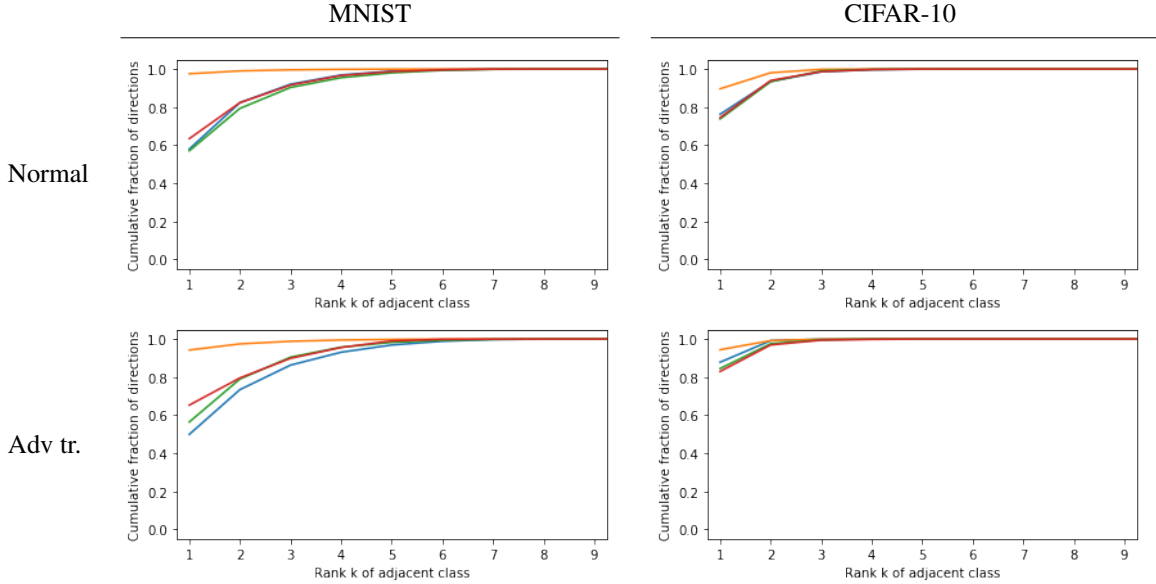 MNIST
CIFAR-10
Normal
Cumulative fraction of directions
1.0
0.8
0.6
0.4
0.2
0.0
1 2 3 4 5 6 7 8 9
Rank k of adjacent class
Cumulative fraction of directions
1.0
0.8
0.6
0.4
0.2
0.0
1 2 3 4 5 6 7 8 9
Rank k of adjacent class
Adv tr.
Cumulative fraction of directions
1.0
0.8
0.6
0.4
0.2
0.0
1 2 3 4 5 6 7 8 9
Rank k of adjacent class
Cumulative fraction of directions
1.0
0.8
0.6
0.4
0.2
0.0
1 2 3 4 5 6 7 8 9
Rank k of adjacent class